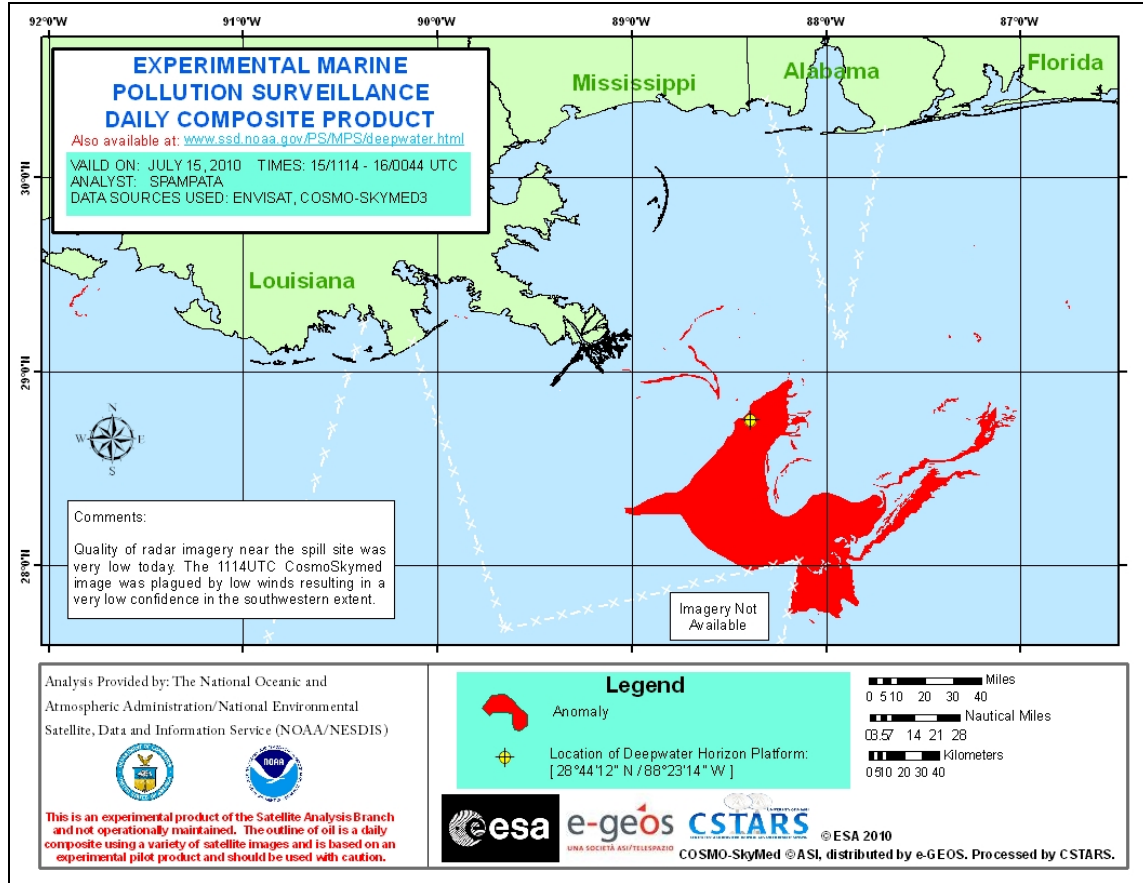 92°0'W 91°0'W 90°0'W 89°0'W 88°0'W 87°0'W
EXPERIMENTAL MARINE
POLLUTION SURVEILLANCE
DAILY COMPOSITE PRODUCT
Also available at: www.ssd.noaa.gov/PS/MPS/deepwater.html
VAILD ON: JULY 15, 2010 TIMES: 15/1114 - 16/0044 UTC
ANALYST: SPAMPATA
DATA SOURCES USED: ENVISAT, COSMO-SKYMED3
Mississippi
Alabama
Florida
Louisiana
30°0'N
29°0'N
28°0'N
N
W
E
S
Comments:
Quality of radar imagery near the spill site was
very low today. The 1114UTC CosmoSkymed
image was plagued by low winds resulting in a
very low confidence in the southwestern extent.
Imagery Not
Available
Analysis Provided by: The National Oceanic and
Atmospheric Administration/National Environmental
Satellite, Data and Information Service (NOAA/NESDIS)
NOAA
This is an experimental product of the Satellite Analysis Branch
and not operationally maintained. The outline of oil is a daily
composite using a variety of satellite images and is based on an
experimental pilot product and should be used with caution.
Legend
Anomaly
Location of Deepwater Horizon Platform:
[ 28°44'12" N / 88°23'14" W ]
Miles
0 5 10 20 30 40
Nautical Miles
03.57 14 21 28
Kilometers
0510 20 30 40
esa
e-geos
UNA SOCIETÀ ASI/TELESPAZIO
CSTARS
© ESA 2010
COSMO-SkyMed © ASI, distributed by e-GEOS. Processed by CSTARS.